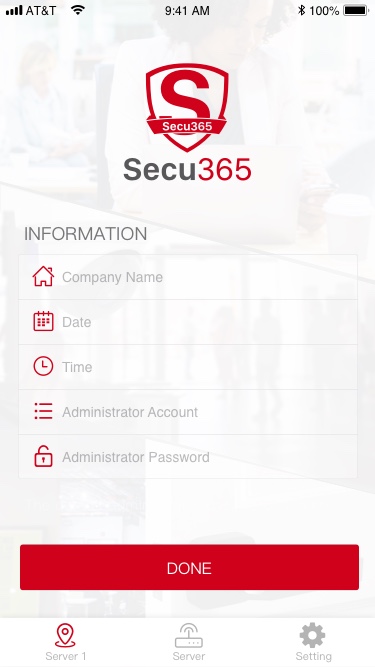 AT&T 9:41 AM 100%
S
Secu365
Secu365
INFORMATION
Company Name
Date
Time
Administrator Account
Administrator Password
DONE
Server 1 Server Setting